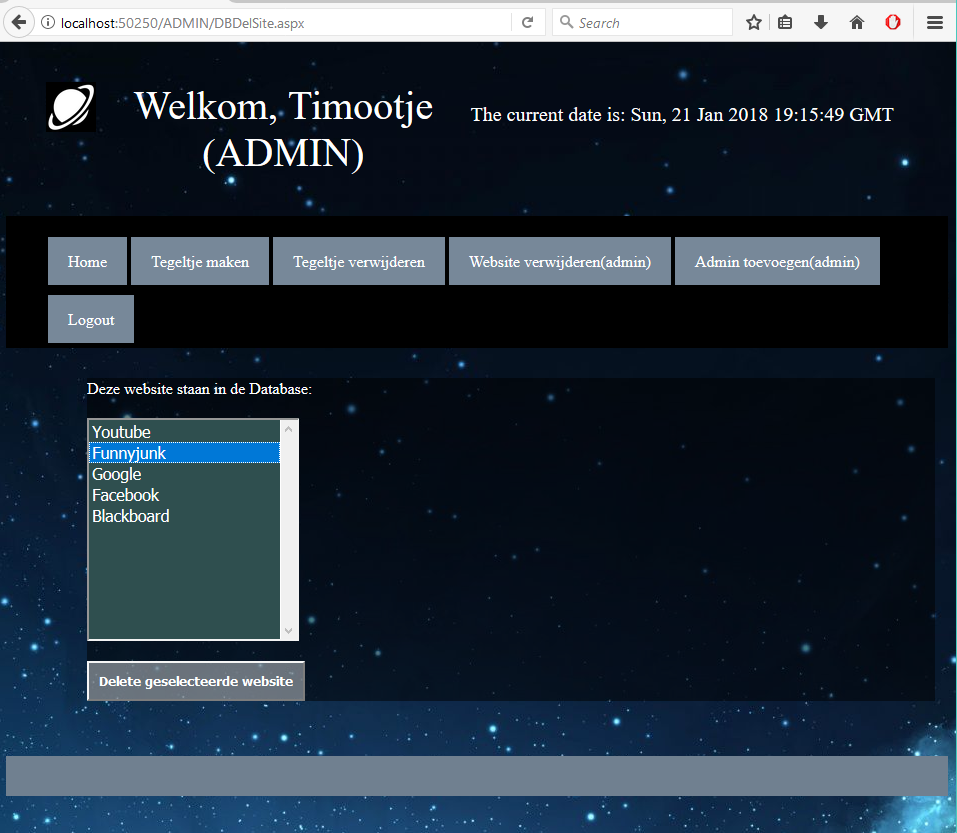 localhost:50250/ADMIN/DBDelSite.aspx
Search
Welkom, Timootje
(ADMIN)
The current date is: Sun, 21 Jan 2018 19:15:49 GMT
Home
Tegeltje maken
Tegeltje verwijderen
Website verwijderen(admin)
Admin toevoegen(admin)
Logout
Deze website staan in de Database:
Youtube
Funnyjunk
Google
Facebook
Blackboard
Delete geselecteerde website